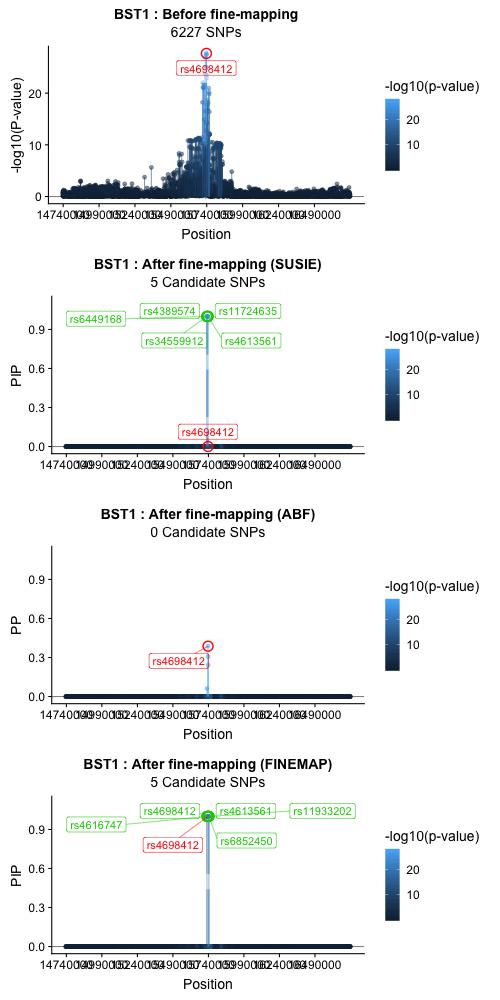 BST1 : Before fine-mapping
6227 SNPs
-log10(P-value)
20
10
0
rs4698412
Position
-log10(p-value)
20
10
BST1 : After fine-mapping (SUSIE)
5 Candidate SNPs
PIP
0.9
0.6
0.3
0.0
rs6449168
rs4389574
rs11724635
rs34559912
rs4613561
rs4698412
Position
-log10(p-value)
20
10
BST1 : After fine-mapping (ABF)
0 Candidate SNPs
PP
0.9
0.6
0.3
0.0
rs4698412
Position
-log10(p-value)
20
10
BST1 : After fine-mapping (FINEMAP)
5 Candidate SNPs
PIP
0.9
0.6
0.3
0.0
rs4616747
rs4698412
rs4613561
rs11933202
rs4698412
rs6852450
Position
-log10(p-value)
20
10